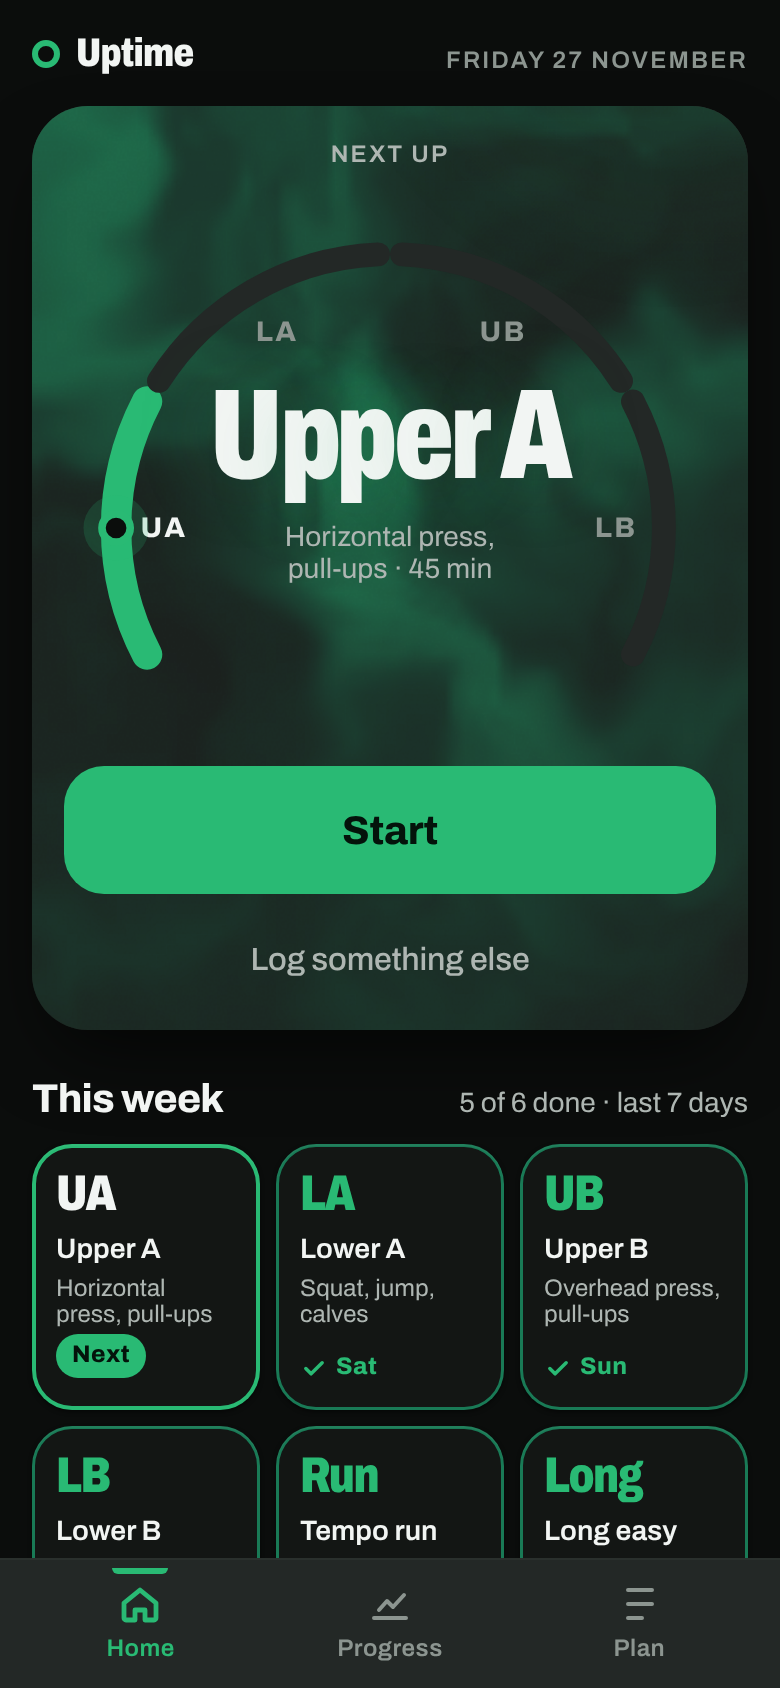 Uptime
FRIDAY 27 NOVEMBER
NEXT UP
LA
UB
Upper A
UA
Horizontal press,
pull-ups · 45 min
LB
Start
Log something else
This week
5 of 6 done · last 7 days
UA
Upper A
Horizontal
press, pull-ups
Next
LA
Lower A
Squat, jump,
calves
Sat
UB
Upper B
Overhead press,
pull-ups
Sun
LB
Lower B
Run
Tempo run
Long
Long easy
Home
Progress
Plan